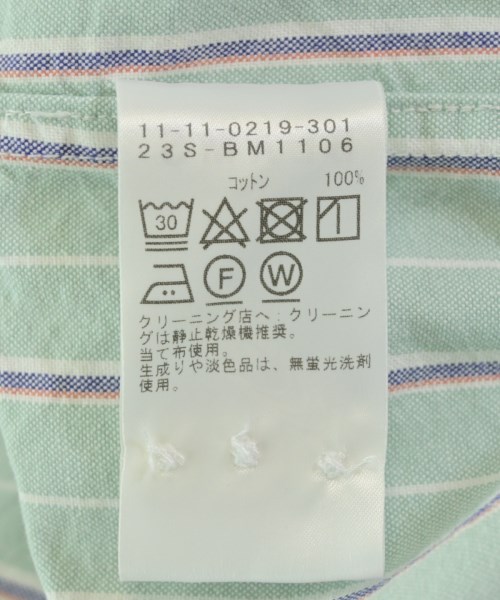 11-11-0219-301
23S-BM1106
コットン 100%
30
F W
クリーニング店へ:クリーニン
グは静止乾燥機推奨。
当て布使用。
生成りや淡色品は、無蛍光洗剤
使用。